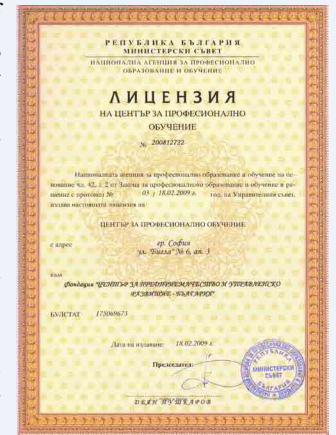 РЕПУБЛИКА БЪЛГАРИЯ
МИНИСТЕРСКИ СЪВЕТ
НАЦИОНАЛНА АГЕНЦИЯ ЗА ПРОФЕСИОНАЛНО
ОБРАЗОВАНИЕ И ОБУЧЕНИЕ
ЛИЦЕНЗИЯ
НА ЦЕНТЪР ЗА ПРОФЕСИОНАЛНО
ОБУЧЕНИЕ
№ 200812722
Националната агенция за професионално образование и обучение на ос-
нование чл. 42, т. 2 от Закона за професионалното образование и обучение и ре-
шение с протокол № 03 / 18.02.2009 г. год. на Управителния съвет,
издава настоящата лицензия на
ЦЕНТЪР ЗА ПРОФЕСИОНАЛНО ОБУЧЕНИЕ
с адрес гр. София
ул. "Бигла" № 6, ап. 3
към
фондация "ЦЕНТЪР ЗА ПРЕДПРИЕМАЧЕСТВО И УПРАВЛЕНСКО
РАЗВИТИЕ - БЪЛГАРИЯ"
БУЛСТАТ 175069673
Дата на издаване: 18.02.2009 г.
Председател:
МИНИСТЕРСКИ
СЪВЕТ
ДЕЯН ПУШКАРОВ